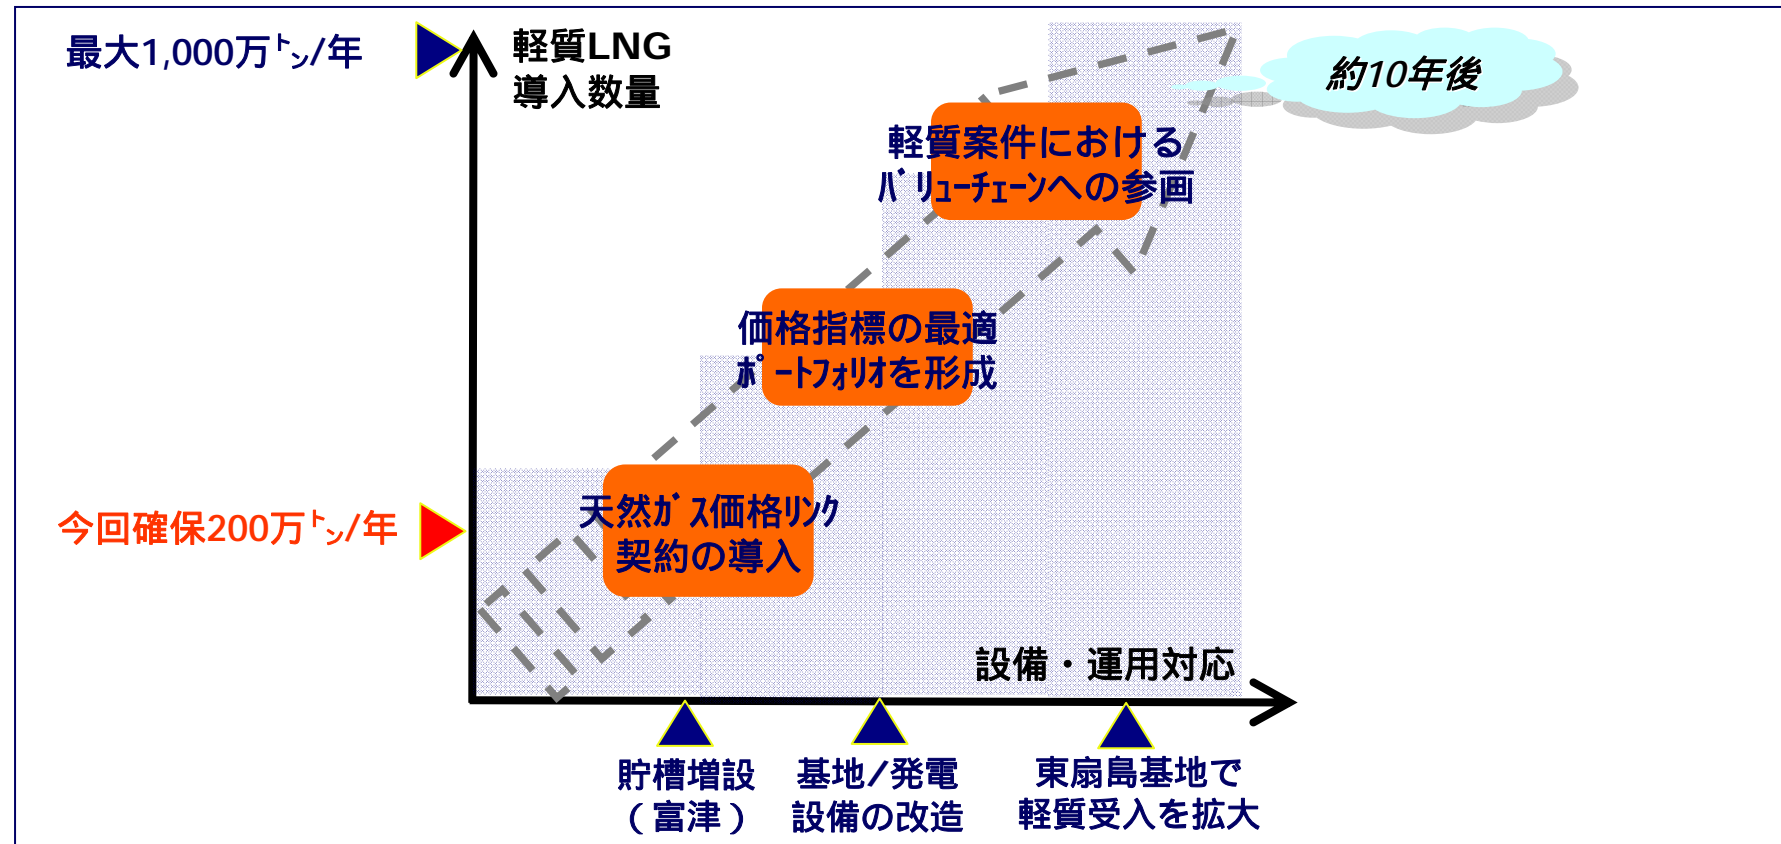 最大1,000万㌧/年
軽質LNG
導入数量
約10年後
軽質案件における
ﾊﾞﾘｭｰﾁｪｰﾝへの参画
価格指標の最適
ﾎﾟｰﾄﾌｫﾘｵを形成
今回確保200万㌧/年
天然ｶﾞｽ価格ﾘﾝｸ
契約の導入
設備・運用対応
貯槽増設
（富津）
基地/発電
設備の改造
東扇島基地で
軽質受入を拡大